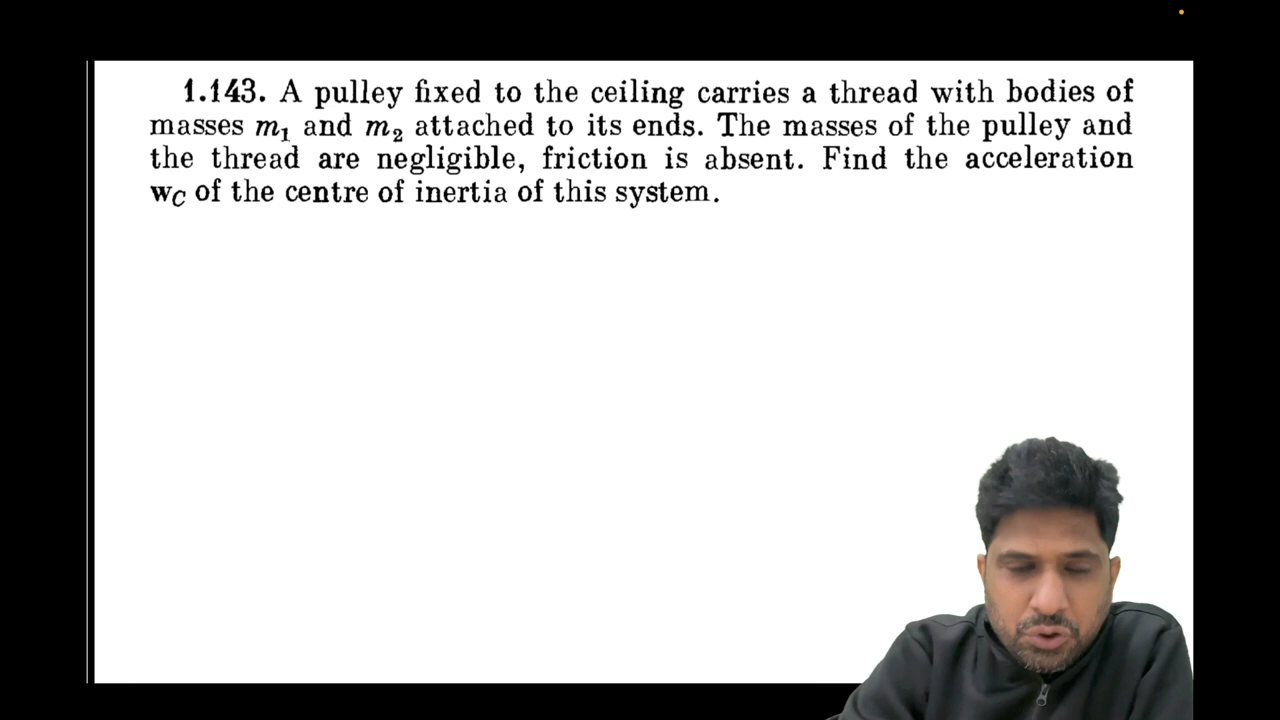 1.143. A pulley fixed to the ceiling carries a thread with bodies of
masses m₁ and m₂ attached to its ends. The masses of the pulley and
the thread are negligible, friction is absent. Find the acceleration
w_C of the centre of inertia of this system.